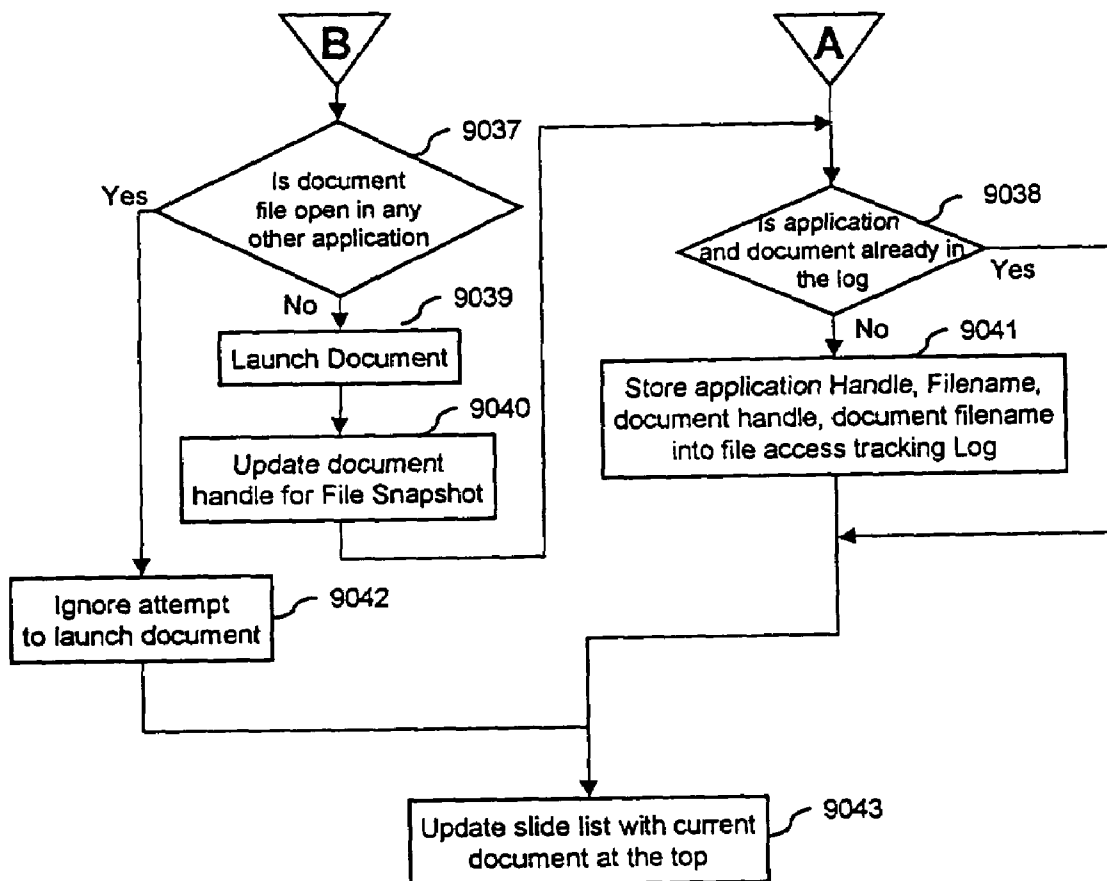 B
A
9037
Yes
Is document
file open in any
other application
9038
Is application
and document already in
the log
Yes
No
9039
Launch Document
No
9041
Store application Handle, Filename,
document handle, document filename
into file access tracking Log
9040
Update document
handle for File Snapshot
Ignore attempt
to launch document
9042
Update slide list with current
document at the top
9043